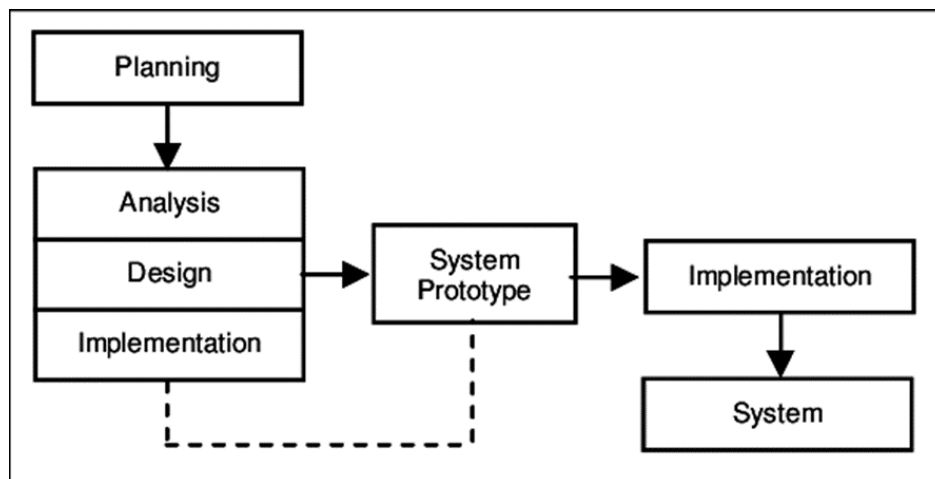 Planning
Analysis
Design
Implementation
System
Prototype
Implementation
System